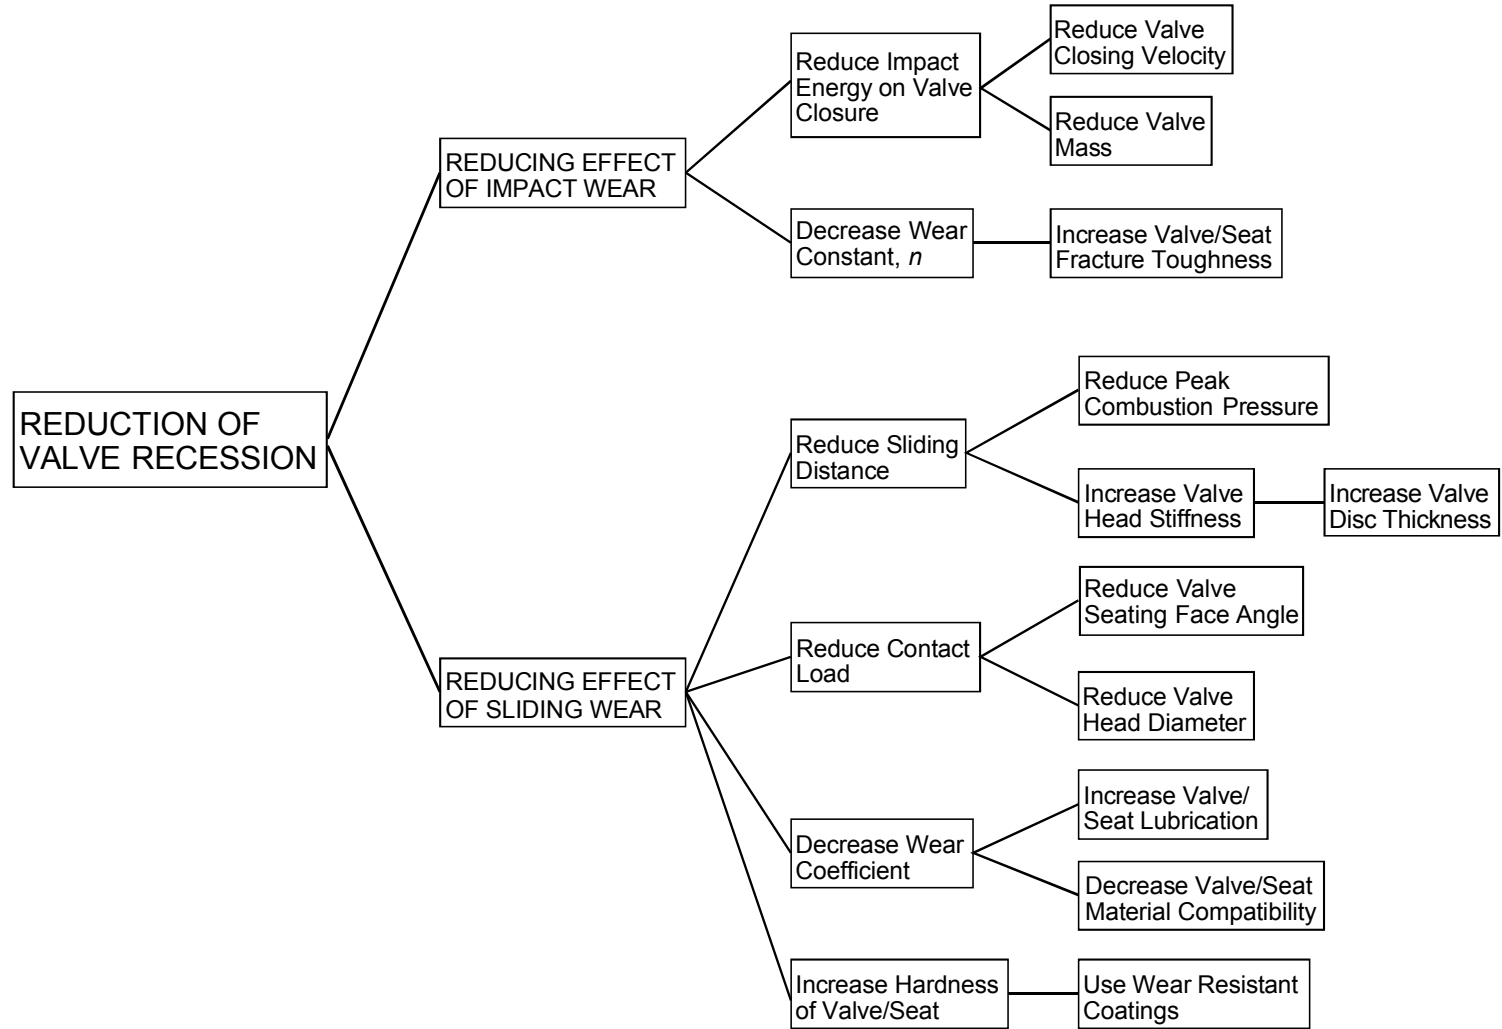 REDUCTION OF
VALVE RECESSION
REDUCING EFFECT
OF IMPACT WEAR
Reduce Impact
Energy on Valve
Closure
Reduce Valve
Closing Velocity
Reduce Valve
Mass
Decrease Wear
Constant, n
Increase Valve/Seat
Fracture Toughness
REDUCING EFFECT
OF SLIDING WEAR
Reduce Sliding
Distance
Reduce Peak
Combustion Pressure
Increase Valve
Head Stiffness
Increase Valve
Disc Thickness
Reduce Contact
Load
Reduce Valve
Seating Face Angle
Reduce Valve
Head Diameter
Decrease Wear
Coefficient
Increase Valve/
Seat Lubrication
Decrease Valve/Seat
Material Compatibility
Increase Hardness
of Valve/Seat
Use Wear Resistant
Coatings